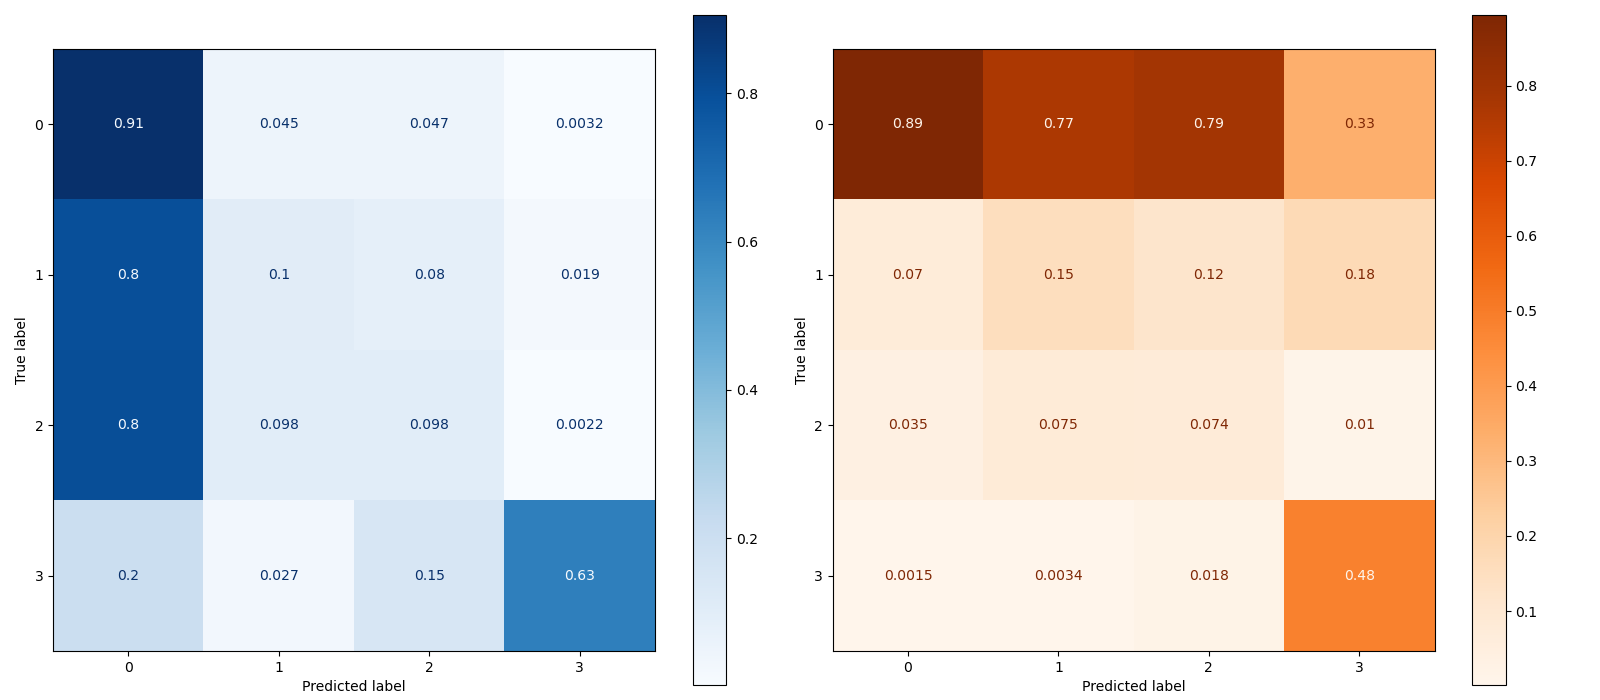 True label
0 0.91 0.045 0.047 0.0032
1 0.8 0.1 0.08 0.019
2 0.8 0.098 0.098 0.0022
3 0.2 0.027 0.15 0.63
0 1 2 3
Predicted label
0.8
0.6
0.4
0.2
True label
0 0.89 0.77 0.79 0.33
1 0.07 0.15 0.12 0.18
2 0.035 0.075 0.074 0.01
3 0.0015 0.0034 0.018 0.48
0 1 2 3
Predicted label
0.8
0.7
0.6
0.5
0.4
0.3
0.2
0.1